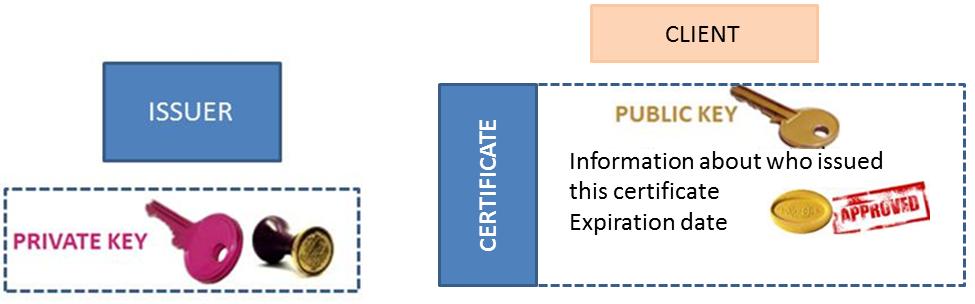 CLIENT
ISSUER
PUBLIC KEY
CERTIFICATE
Information about who issued
this certificate
Expiration date
APPROVED
PRIVATE KEY